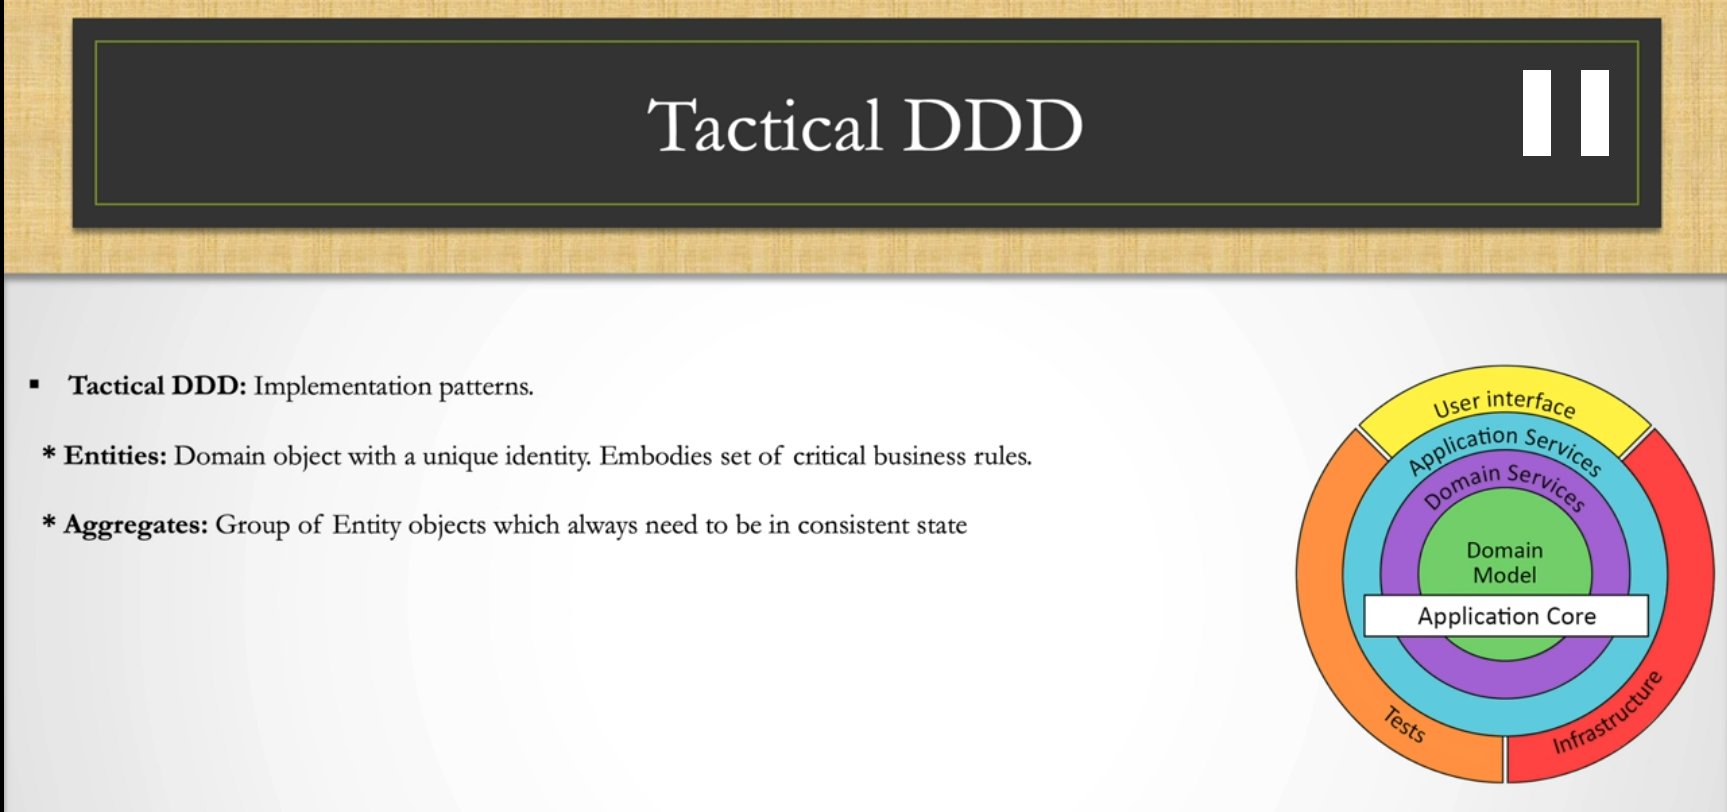 Tactical DDD
▪ Tactical DDD: Implementation patterns.
* Entities: Domain object with a unique identity. Embodies set of critical business rules.
* Aggregates: Group of Entity objects which always need to be in consistent state
User interface
Application Services
Domain Services
Domain
Model
Application Core
Tests
Infrastructure